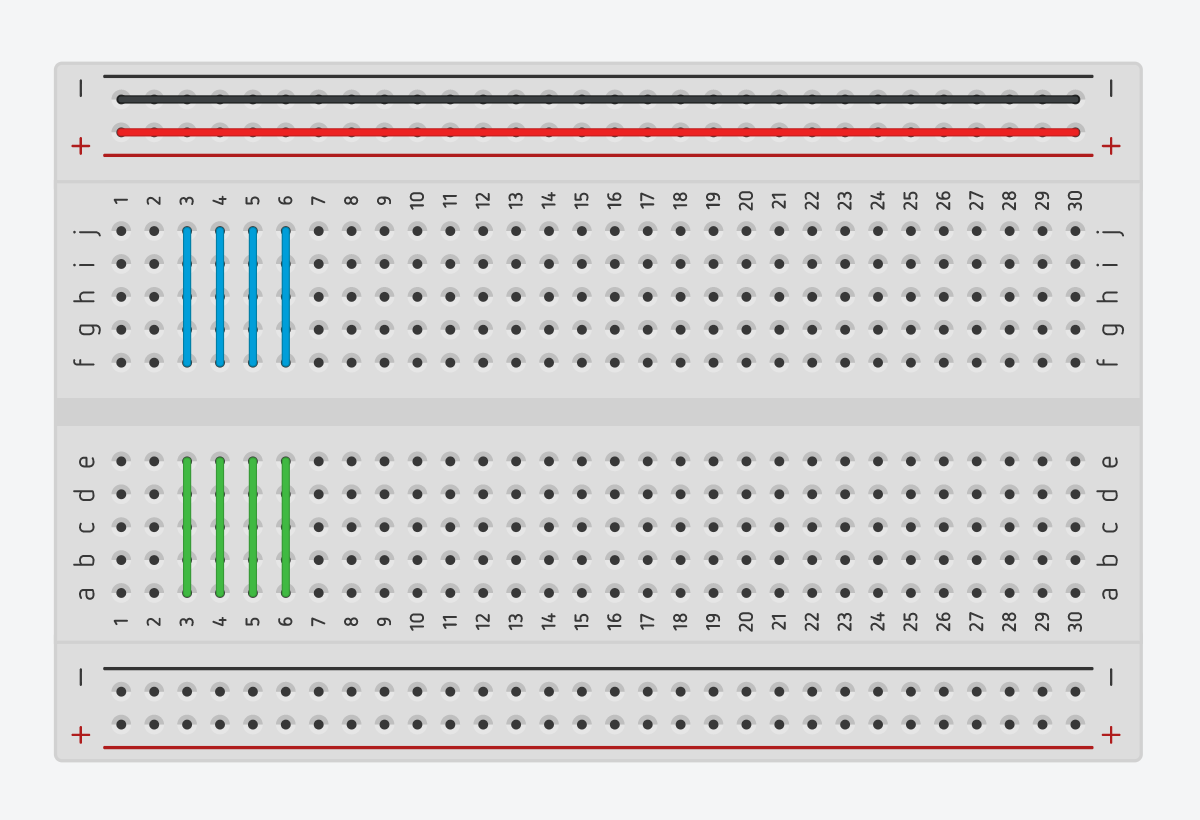 − −
+ +
1 2 3 4 5 6 7 8 9 10 11 12 13 14 15 16 17 18 19 20 21 22 23 24 25 26 27 28 29 30
j j
i i
h h
g g
f f
e e
d d
c c
b b
a a
1 2 3 4 5 6 7 8 9 10 11 12 13 14 15 16 17 18 19 20 21 22 23 24 25 26 27 28 29 30
− −
+ +